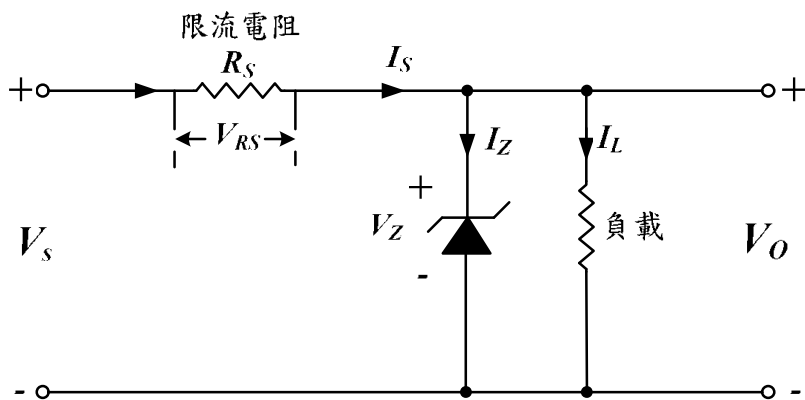 限流電阻
R_S
I_S
+
+
V_RS
I_Z
I_L
+
V_Z
-
負載
V_s
V_O
-
-